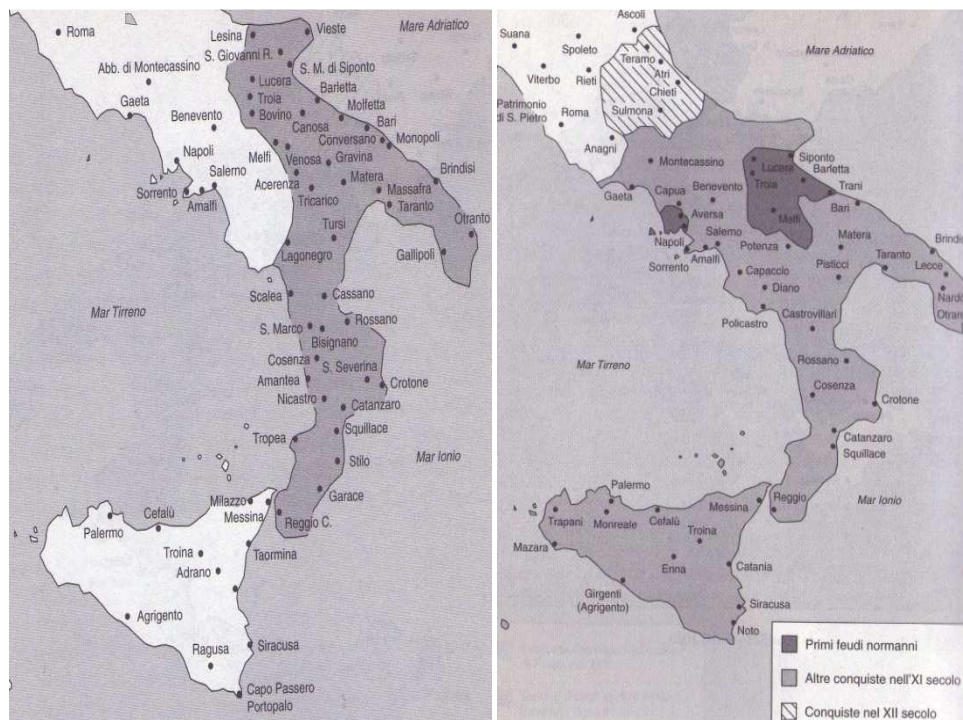 Roma
Lesina
Vieste
Mare Adriatico
S. Giovanni R.
S. M. di Siponto
Abb. di Montecassino
Lucera
Barletta
Troia
Molfetta
Gaeta
Bovino
Bari
Benevento
Canosa
Conversano
Monopoli
Melfi
Venosa
Gravina
Brindisi
Napoli
Salerno
Acerenza
Matera
Massafra
Sorrento
Amalfi
Tricarico
Taranto
Otranto
Tursi
Gallipoli
Lagonegro
Scalea
Cassano
Mar Tirreno
S. Marco
Rossano
Bisignano
Cosenza
S. Severina
Amantea
Crotone
Nicastro
Catanzaro
Tropea
Squillace
Mar Ionio
Stilo
Garace
Milazzo
Messina
Reggio C.
Palermo
Cefalù
Taormina
Troina
Adrano
Agrigento
Siracusa
Ragusa
Capo Passero
Portopalo
Ascoli
Suana
Spoleto
Teramo
Mare Adriatico
Viterbo
Rieti
Atri
Chieti
Patrimonio
di S. Pietro
Roma
Sulmona
Anagni
Montecassino
Lucera
Siponto
Barletta
Gaeta
Capua
Benevento
Troia
Trani
Aversa
Melfi
Bari
Napoli
Salerno
Matera
Brindi
Sorrento
Amalfi
Potenza
Taranto
Lecce
Capaccio
Pisticci
Nardo
Diano
Otran
Policastro
Castrovillari
Mar Tirreno
Rossano
Cosenza
Crotone
Catanzaro
Squillace
Palermo
Messina
Reggio
Mar Ionio
Trapani
Monreale
Cefalù
Troina
Mazara
Enna
Catania
Girgenti
(Agrigento)
Siracusa
Noto
Primi feudi normanni
Altre conquiste nell'XI secolo
Conquiste nel XII secolo